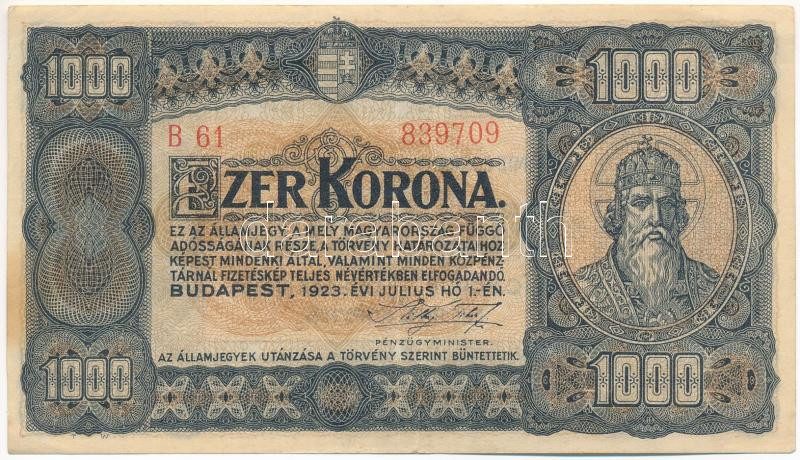 1000
1000
B 61
839709
EZER KORONA.
EZ AZ ÁLLAMJEGY, A MELY MAGYARORSZÁG FÜGGŐ
ADÓSSÁGÁNAK RÉSZE, A TÖRVÉNY HATÁROZATAIHOZ
KÉPEST MINDENKI ÁLTAL, VALAMINT MINDEN KÖZPÉNZ-
TÁRNÁL FIZETÉSKÉP TELJES NÉVÉRTÉKBEN ELFOGADANDÓ.
BUDAPEST, 1923. ÉVI JULIUS HÓ 1.-ÉN.
PÉNZÜGYMINISTER.
AZ ÁLLAMJEGYEK UTÁNZÁSA A TÖRVÉNY SZERINT BÜNTETTETIK.
1000
1000